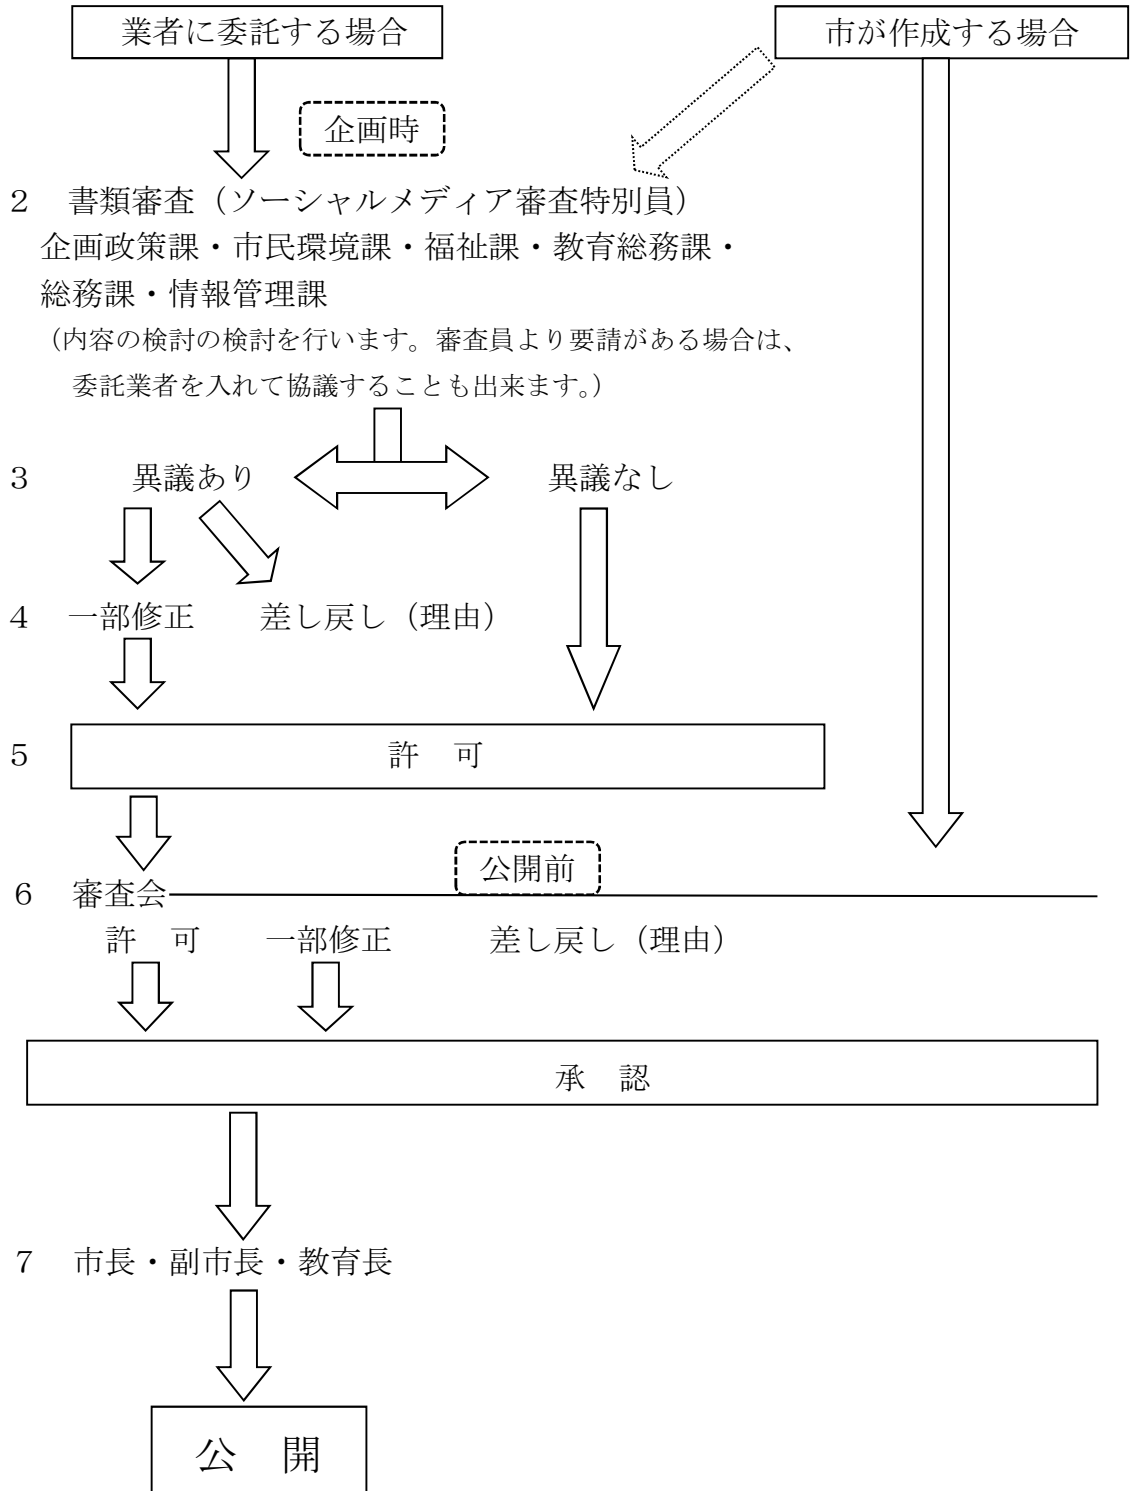 業者に委託する場合
市が作成する場合
企画時
２　書類審査（ソーシャルメディア審査特別員）
企画政策課・市民環境課・福祉課・教育総務課・
総務課・情報管理課
（内容の検討の検討を行います。審査員より要請がある場合は、
委託業者を入れて協議することも出来ます。）
３　異議あり　異議なし
４　一部修正　差し戻し（理由）
５　許　可
公開前
６　審査会
許　可　一部修正　差し戻し（理由）
承　認
７　市長・副市長・教育長
公　開